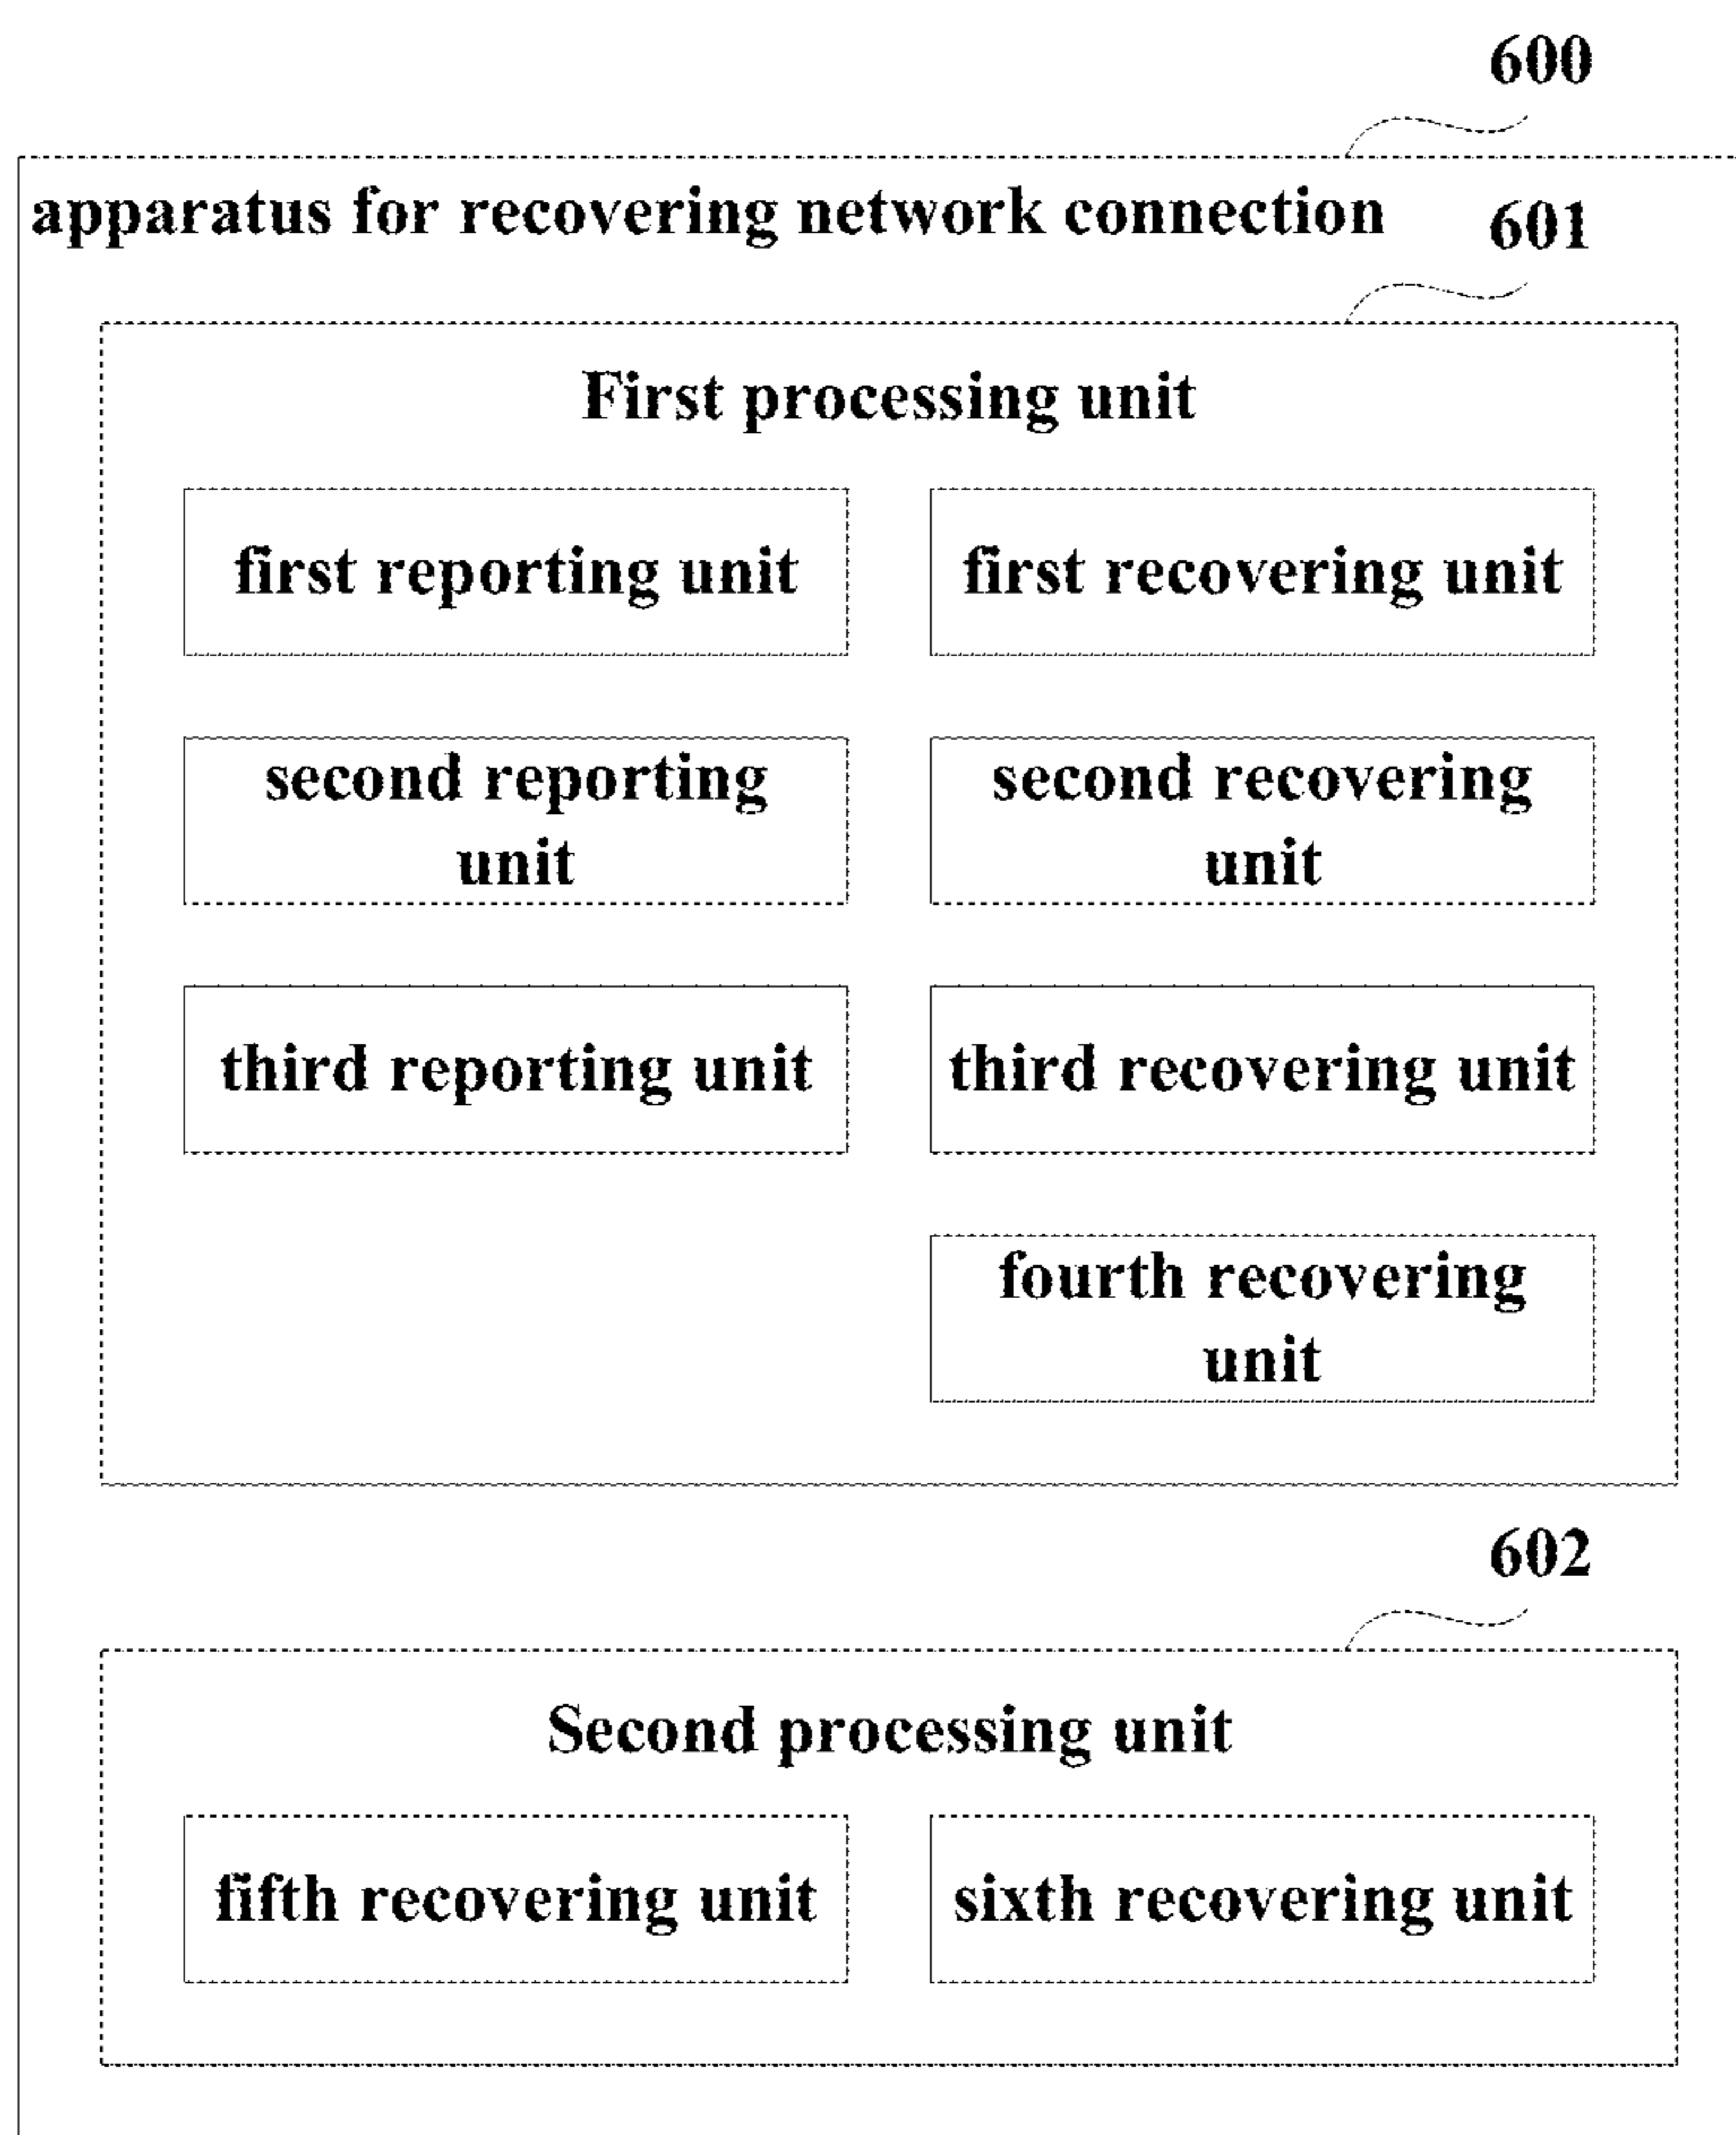 600
apparatus for recovering network connection
601
First processing unit
first reporting unit
first recovering unit
second reporting
unit
second recovering
unit
third reporting unit
third recovering unit
fourth recovering
unit
602
Second processing unit
fifth recovering unit
sixth recovering unit